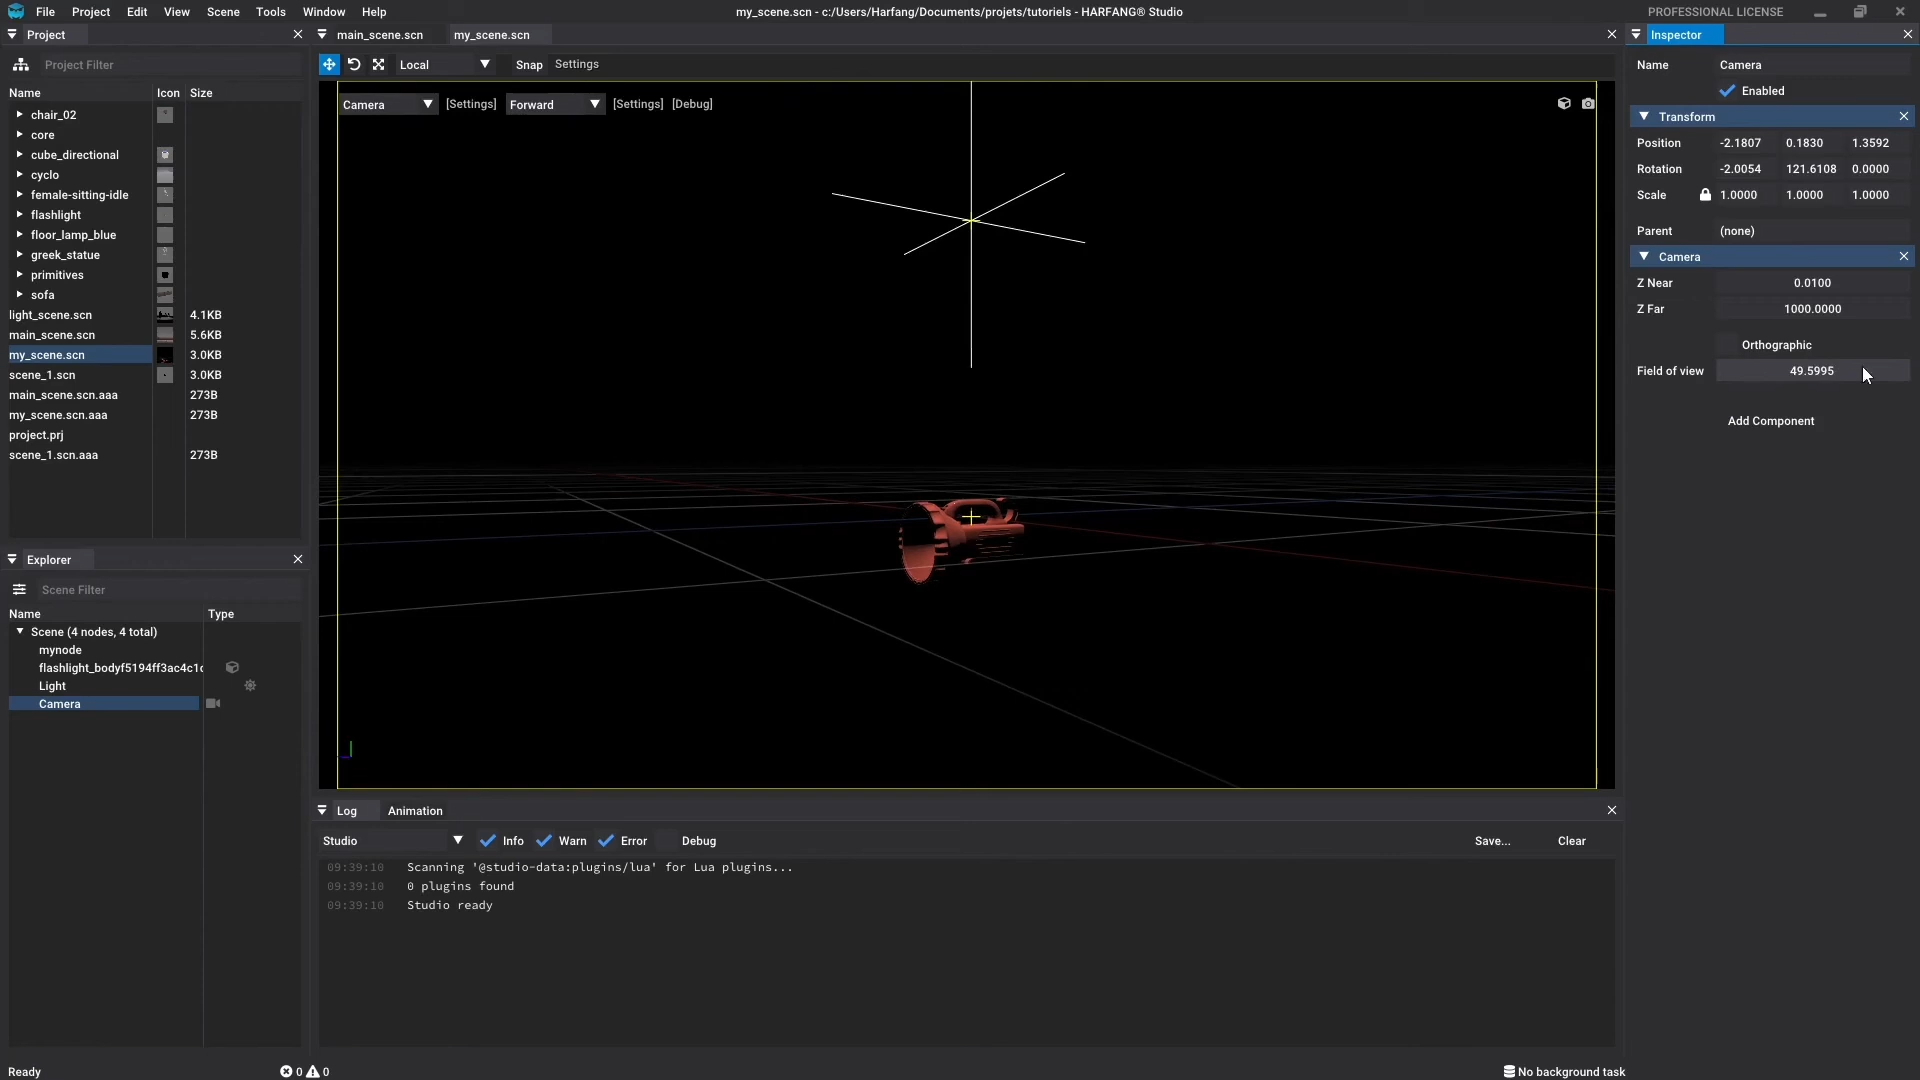 File Project Edit View Scene Tools Window Help
my_scene.scn - c:/Users/Harfang/Documents/projets/tutoriels - HARFANG® Studio
PROFESSIONAL LICENSE
Project
Project Filter
Name Icon Size
chair_02
core
cube_directional
cyclo
female-sitting-idle
flashlight
floor_lamp_blue
greek_statue
primitives
sofa
light_scene.scn 4.1KB
main_scene.scn 5.6KB
my_scene.scn 3.0KB
scene_1.scn 3.0KB
main_scene.scn.aaa 273B
my_scene.scn.aaa 273B
project.prj
scene_1.scn.aaa 273B
Explorer
Scene Filter
Name Type
Scene (4 nodes, 4 total)
mynode
flashlight_bodyf5194ff3ac4c1c
Light
Camera
main_scene.scn my_scene.scn
Local Snap Settings
Camera [Settings] Forward [Settings] [Debug]
Log Animation
Studio Info Warn Error Debug Save... Clear
09:39:10 Scanning '@studio-data:plugins/lua' for Lua plugins...
09:39:10 0 plugins found
09:39:10 Studio ready
Inspector
Name Camera
Enabled
Transform
Position -2.1807 0.1830 1.3592
Rotation -2.0054 121.6108 0.0000
Scale 1.0000 1.0000 1.0000
Parent (none)
Camera
Z Near 0.0100
Z Far 1000.0000
Orthographic
Field of view 49.5995
Add Component
Ready 0 0 No background task